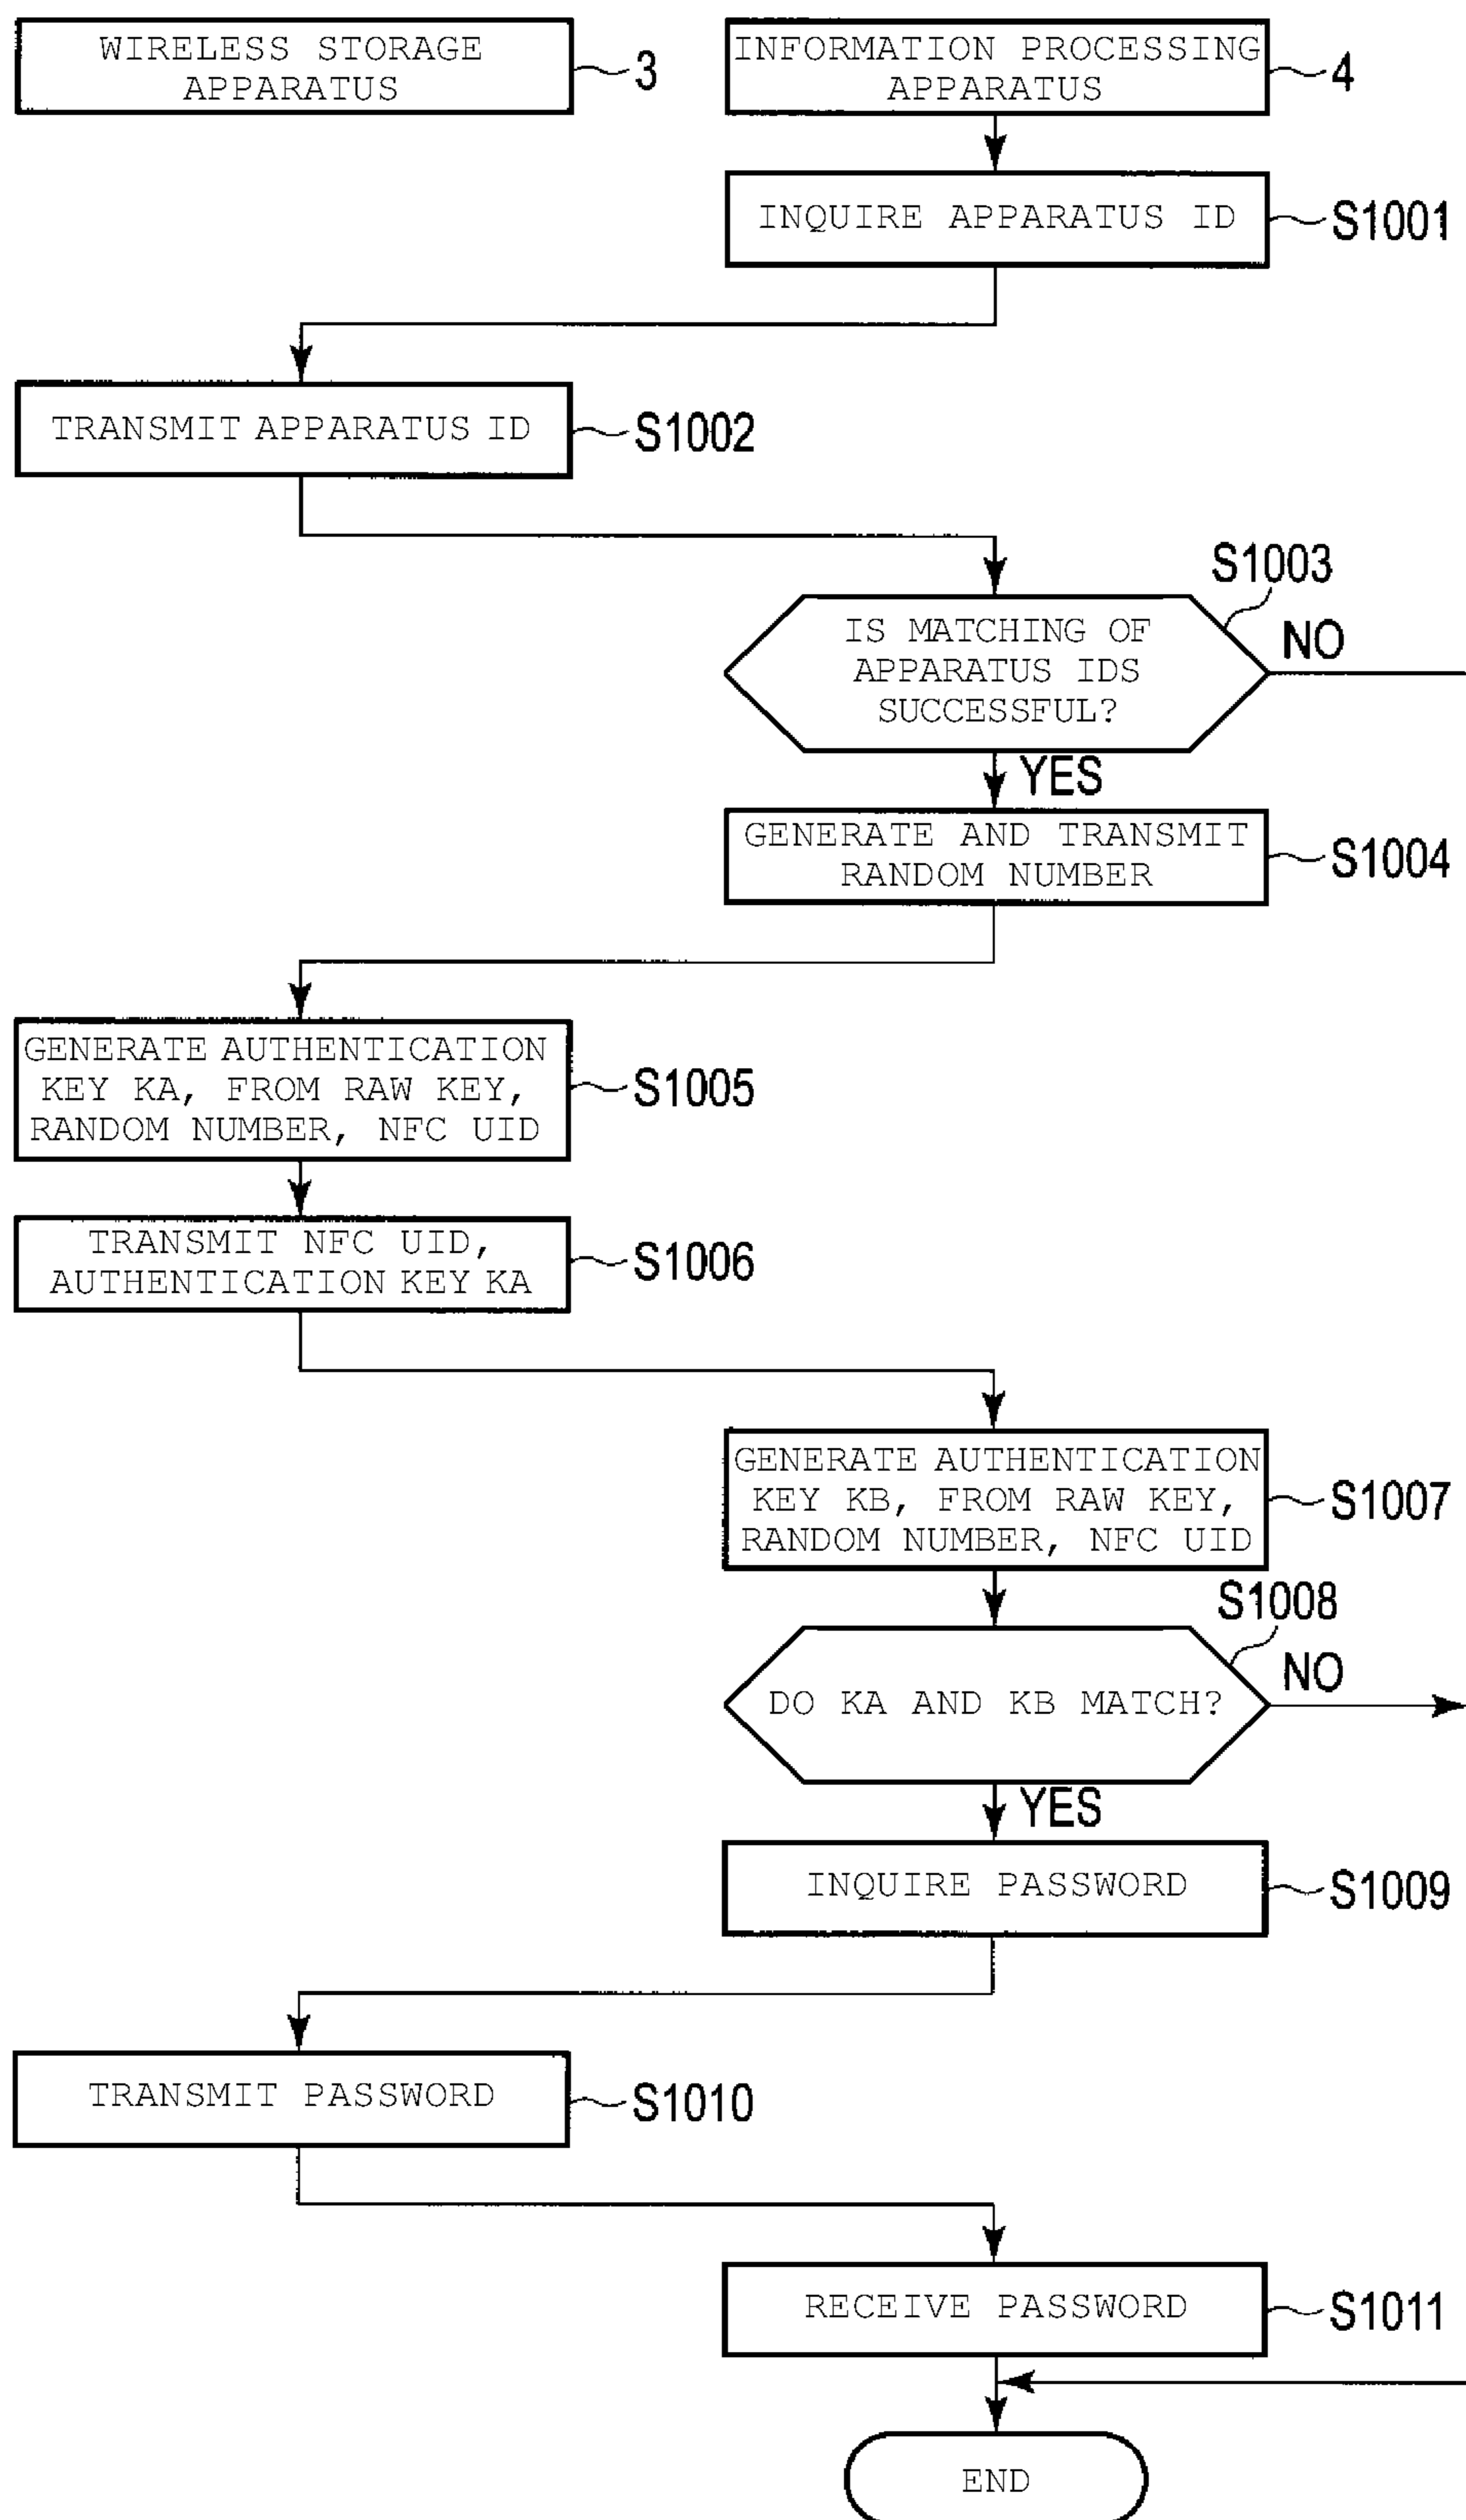 WIRELESS STORAGE
APPARATUS
3
INFORMATION PROCESSING
APPARATUS
4
INQUIRE APPARATUS ID
S1001
TRANSMIT APPARATUS ID
S1002
S1003
IS MATCHING OF
APPARATUS IDS
SUCCESSFUL?
NO
YES
GENERATE AND TRANSMIT
RANDOM NUMBER
S1004
GENERATE AUTHENTICATION
KEY KA, FROM RAW KEY,
RANDOM NUMBER, NFC UID
S1005
TRANSMIT NFC UID,
AUTHENTICATION KEY KA
S1006
GENERATE AUTHENTICATION
KEY KB, FROM RAW KEY,
RANDOM NUMBER, NFC UID
S1007
S1008
DO KA AND KB MATCH?
NO
YES
INQUIRE PASSWORD
S1009
TRANSMIT PASSWORD
S1010
RECEIVE PASSWORD
S1011
END